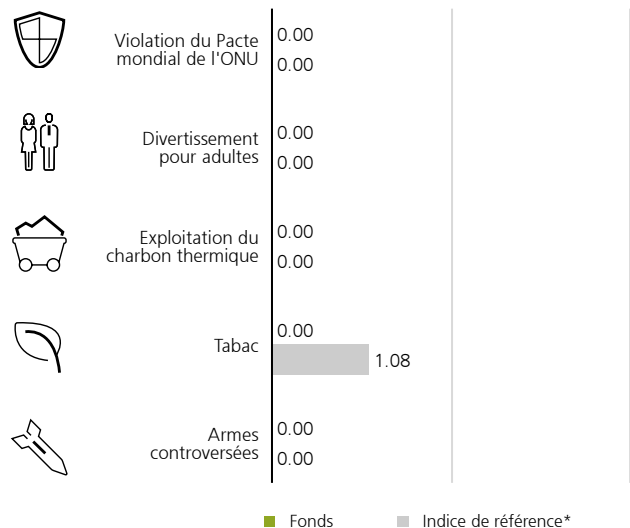 Violation du Pacte
mondial de l'ONU
0.00
0.00
Divertissement
pour adultes
0.00
0.00
Exploitation du
charbon thermique
0.00
0.00
Tabac
0.00
1.08
Armes
controversées
0.00
0.00
Fonds
Indice de référence*